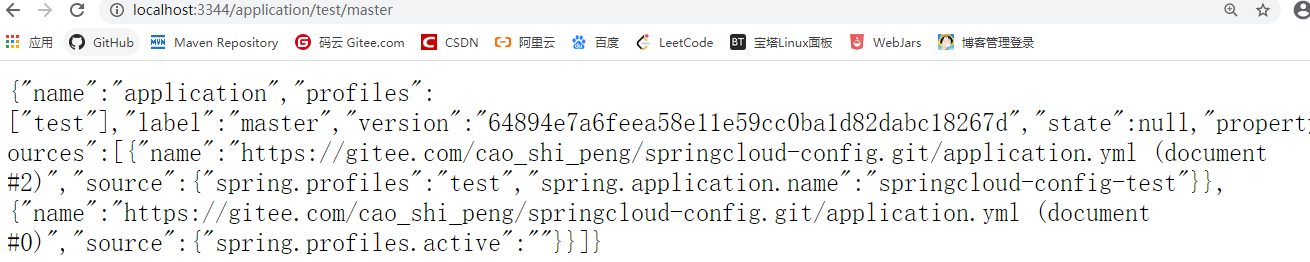 localhost:3344/application/test/master
应用 GitHub Maven Repository 码云 Gitee.com CSDN 阿里云 百度 LeetCode BT 宝塔Linux面板 WebJars 博客管理登录
{"name":"application","profiles":
["test"],"label":"master","version":"64894e7a6feea58e11e59cc0ba1d82dabc18267d","state":null,"property
ources":[{"name":"https://gitee.com/cao_shi_peng/springcloud-config.git/application.yml (document
#2)","source":{"spring.profiles":"test","spring.application.name":"springcloud-config-test"}},
{"name":"https://gitee.com/cao_shi_peng/springcloud-config.git/application.yml (document
#0)","source":{"spring.profiles.active":""}}]}